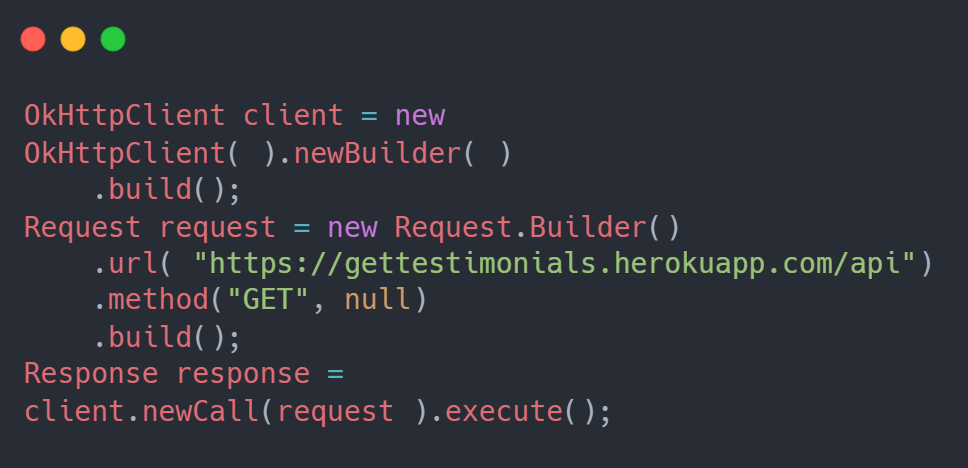 OkHttpClient client = new
OkHttpClient( ).newBuilder( )
    .build();
Request request = new Request.Builder()
    .url( "https://gettestimonials.herokuapp.com/api")
    .method("GET", null)
    .build();
Response response =
client.newCall(request ).execute();